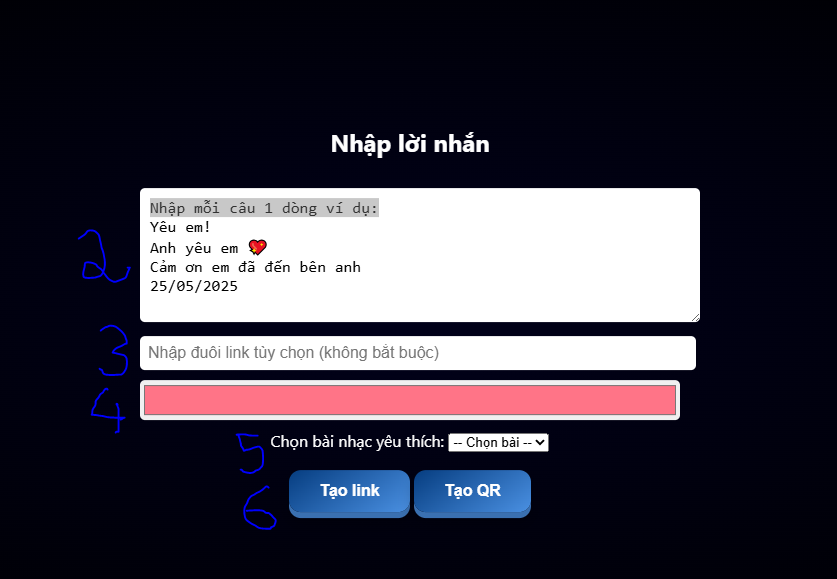 Nhập lời nhắn
Nhập mỗi câu 1 dòng ví dụ:
Yêu em!
Anh yêu em 💖
2
Cảm ơn em đã đến bên anh
25/05/2025
3
Nhập đuôi link tùy chọn (không bắt buộc)
4
5
Chọn bài nhạc yêu thích: -- Chọn bài --
6
Tạo link Tạo QR